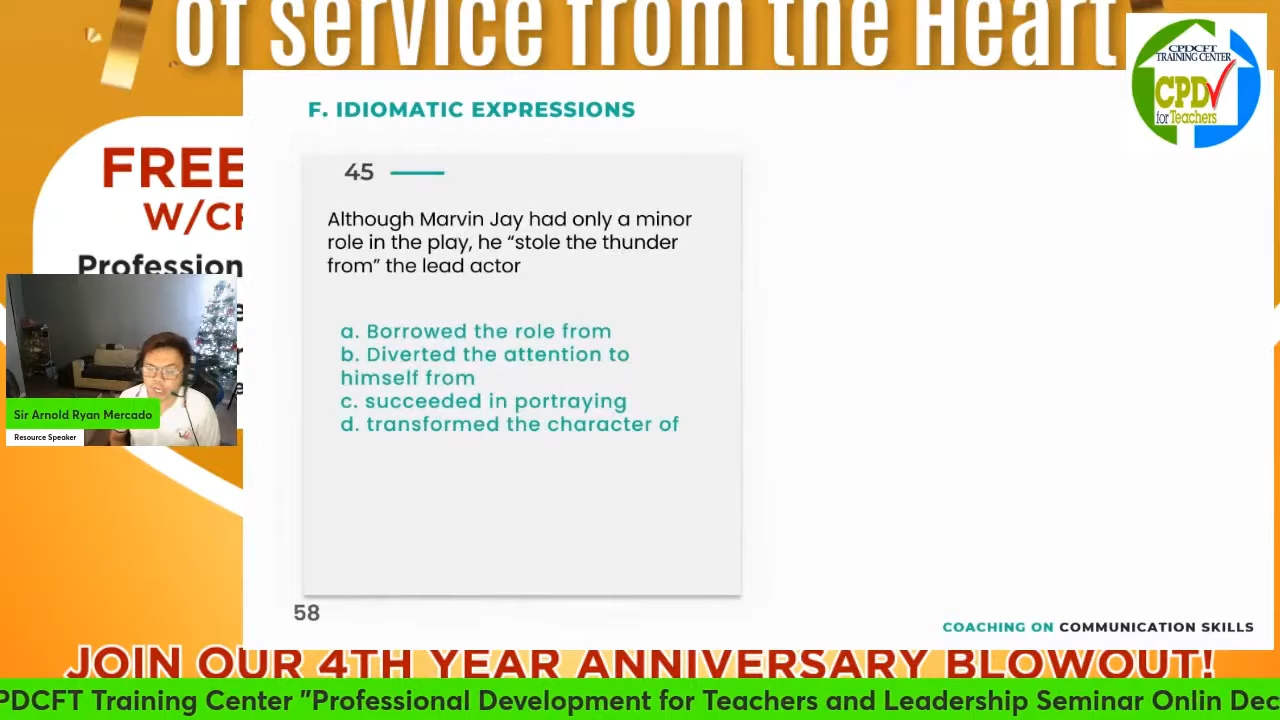 of service from the Heart
CPDCFT
TRAINING CENTER
CPD
for Teachers
FREE
W/CP
Profession
F. IDIOMATIC EXPRESSIONS
45
Although Marvin Jay had only a minor
role in the play, he “stole the thunder
from” the lead actor
a. Borrowed the role from
b. Diverted the attention to
himself from
c. succeeded in portraying
d. transformed the character of
58
COACHING ON COMMUNICATION SKILLS
Sir Arnold Ryan Mercado
Resource Speaker
JOIN OUR 4TH YEAR ANNIVERSARY BLOWOUT!
PDCFT Training Center "Professional Development for Teachers and Leadership Seminar Onlin Dec